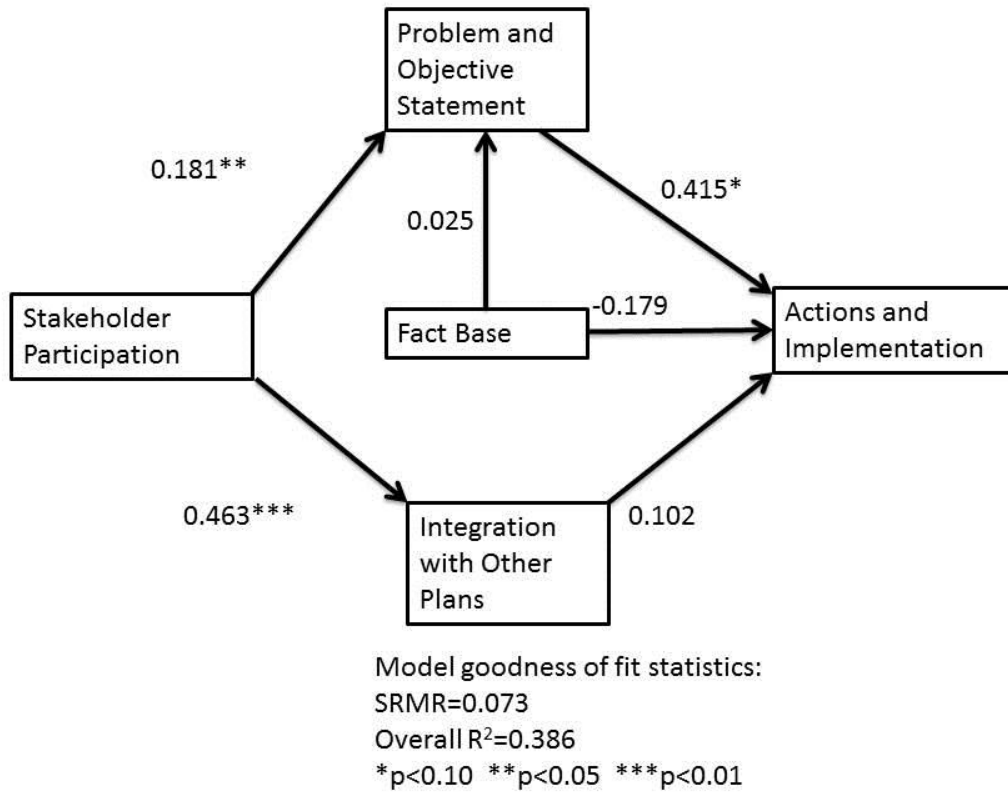 Problem and
Objective
Statement
0.181**
0.415*
0.025
Stakeholder
Participation
Fact Base
-0.179
Actions and
Implementation
0.463***
Integration
with Other
Plans
0.102
Model goodness of fit statistics:
SRMR=0.073
Overall R²=0.386
*p<0.10 **p<0.05 ***p<0.01